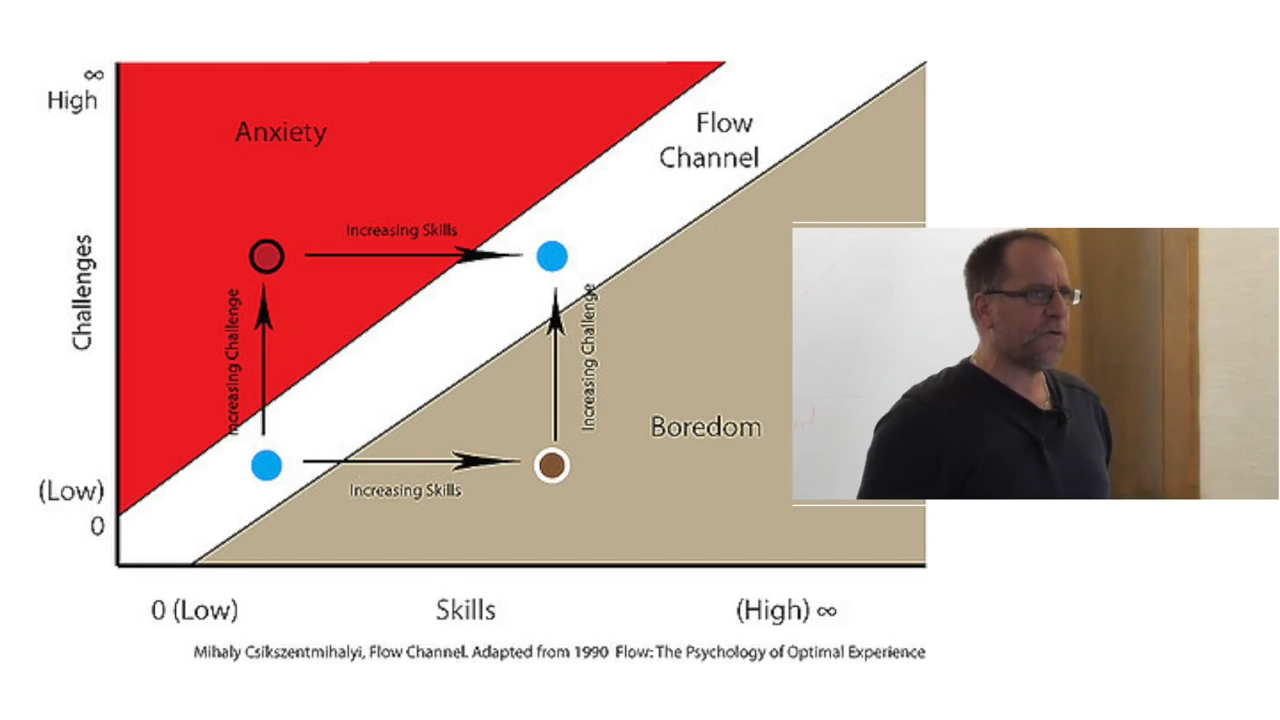 ∞
High
Anxiety
Flow
Channel
Increasing Skills
Challenges
Increasing Challenge
Increasing Challenge
Boredom
(Low)
0
Increasing Skills
0 (Low)
Skills
(High) ∞
Mihaly Csikszentmihalyi, Flow Channel. Adapted from 1990 Flow: The Psychology of Optimal Experience